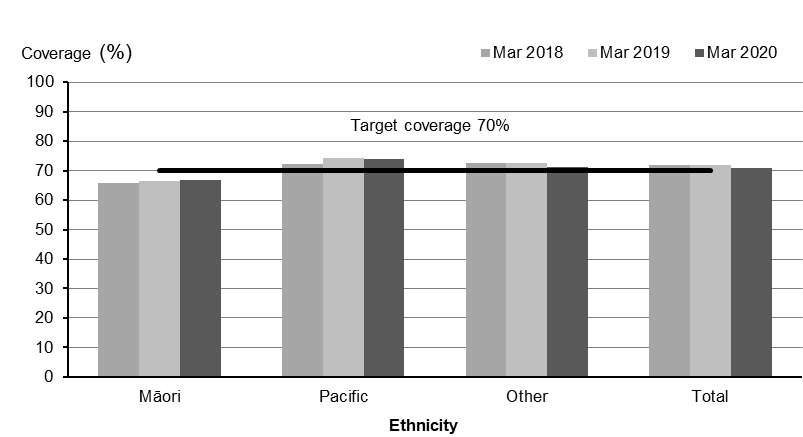 Coverage (%)
Mar 2018 Mar 2019 Mar 2020
100
90
Target coverage 70%
80
70
60
50
40
30
20
10
0
Māori Pacific Other Total
Ethnicity